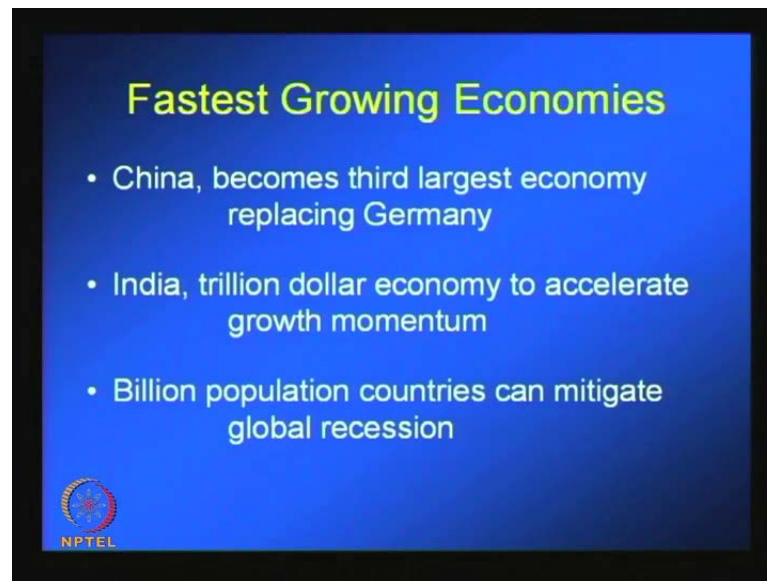 Fastest Growing Economies
• China, becomes third largest economy
replacing Germany
• India, trillion dollar economy to accelerate
growth momentum
• Billion population countries can mitigate
global recession
NPTEL